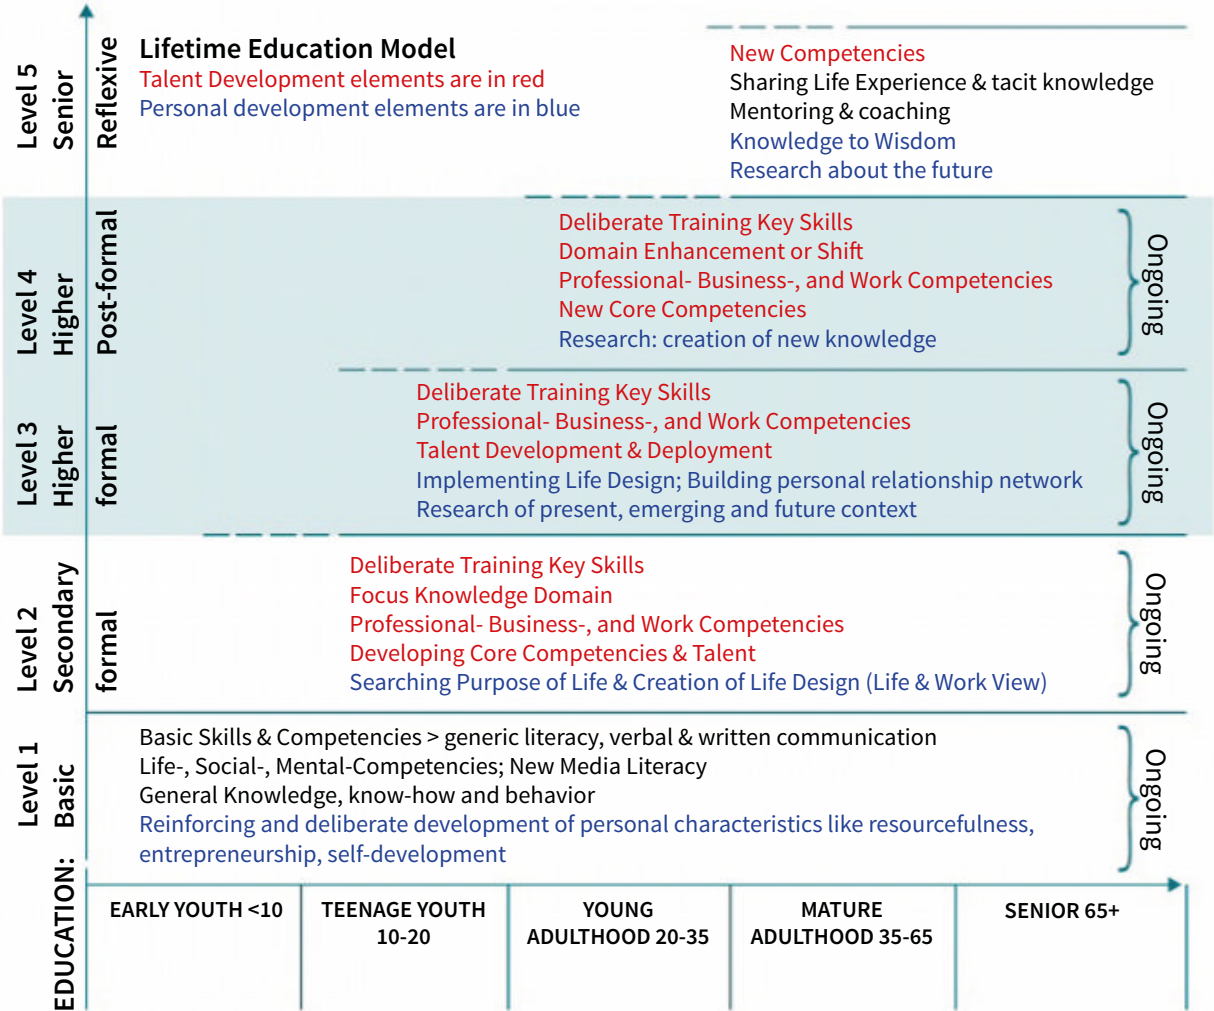 Lifetime Education Model
Talent Development elements are in red
Personal development elements are in blue
Level 5
Senior
Reflexive
New Competencies
Sharing Life Experience & tacit knowledge
Mentoring & coaching
Knowledge to Wisdom
Research about the future
Level 4
Higher
Post-formal
Deliberate Training Key Skills
Domain Enhancement or Shift
Professional- Business-, and Work Competencies
New Core Competencies
Research: creation of new knowledge
Ongoing
Level 3
Higher
formal
Deliberate Training Key Skills
Professional- Business-, and Work Competencies
Talent Development & Deployment
Implementing Life Design; Building personal relationship network
Research of present, emerging and future context
Ongoing
Level 2
Secondary
formal
Deliberate Training Key Skills
Focus Knowledge Domain
Professional- Business-, and Work Competencies
Developing Core Competencies & Talent
Searching Purpose of Life & Creation of Life Design (Life & Work View)
Ongoing
Level 1
Basic
Basic Skills & Competencies > generic literacy, verbal & written communication
Life-, Social-, Mental-Competencies; New Media Literacy
General Knowledge, know-how and behavior
Reinforcing and deliberate development of personal characteristics like resourcefulness,
entrepreneurship, self-development
Ongoing
EDUCATION:
EARLY YOUTH <10
TEENAGE YOUTH
10-20
YOUNG
ADULTHOOD 20-35
MATURE
ADULTHOOD 35-65
SENIOR 65+